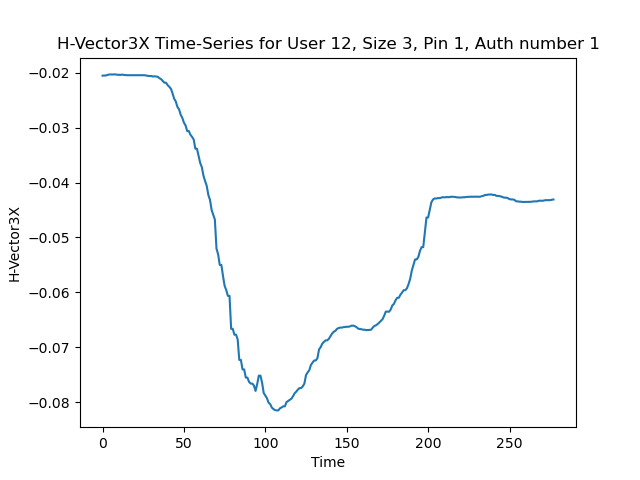 H-Vector3X Time-Series for User 12, Size 3, Pin 1, Auth number 1
−0.02
−0.03
−0.04
−0.05
−0.06
−0.07
−0.08
H-Vector3X
0 50 100 150 200 250
Time